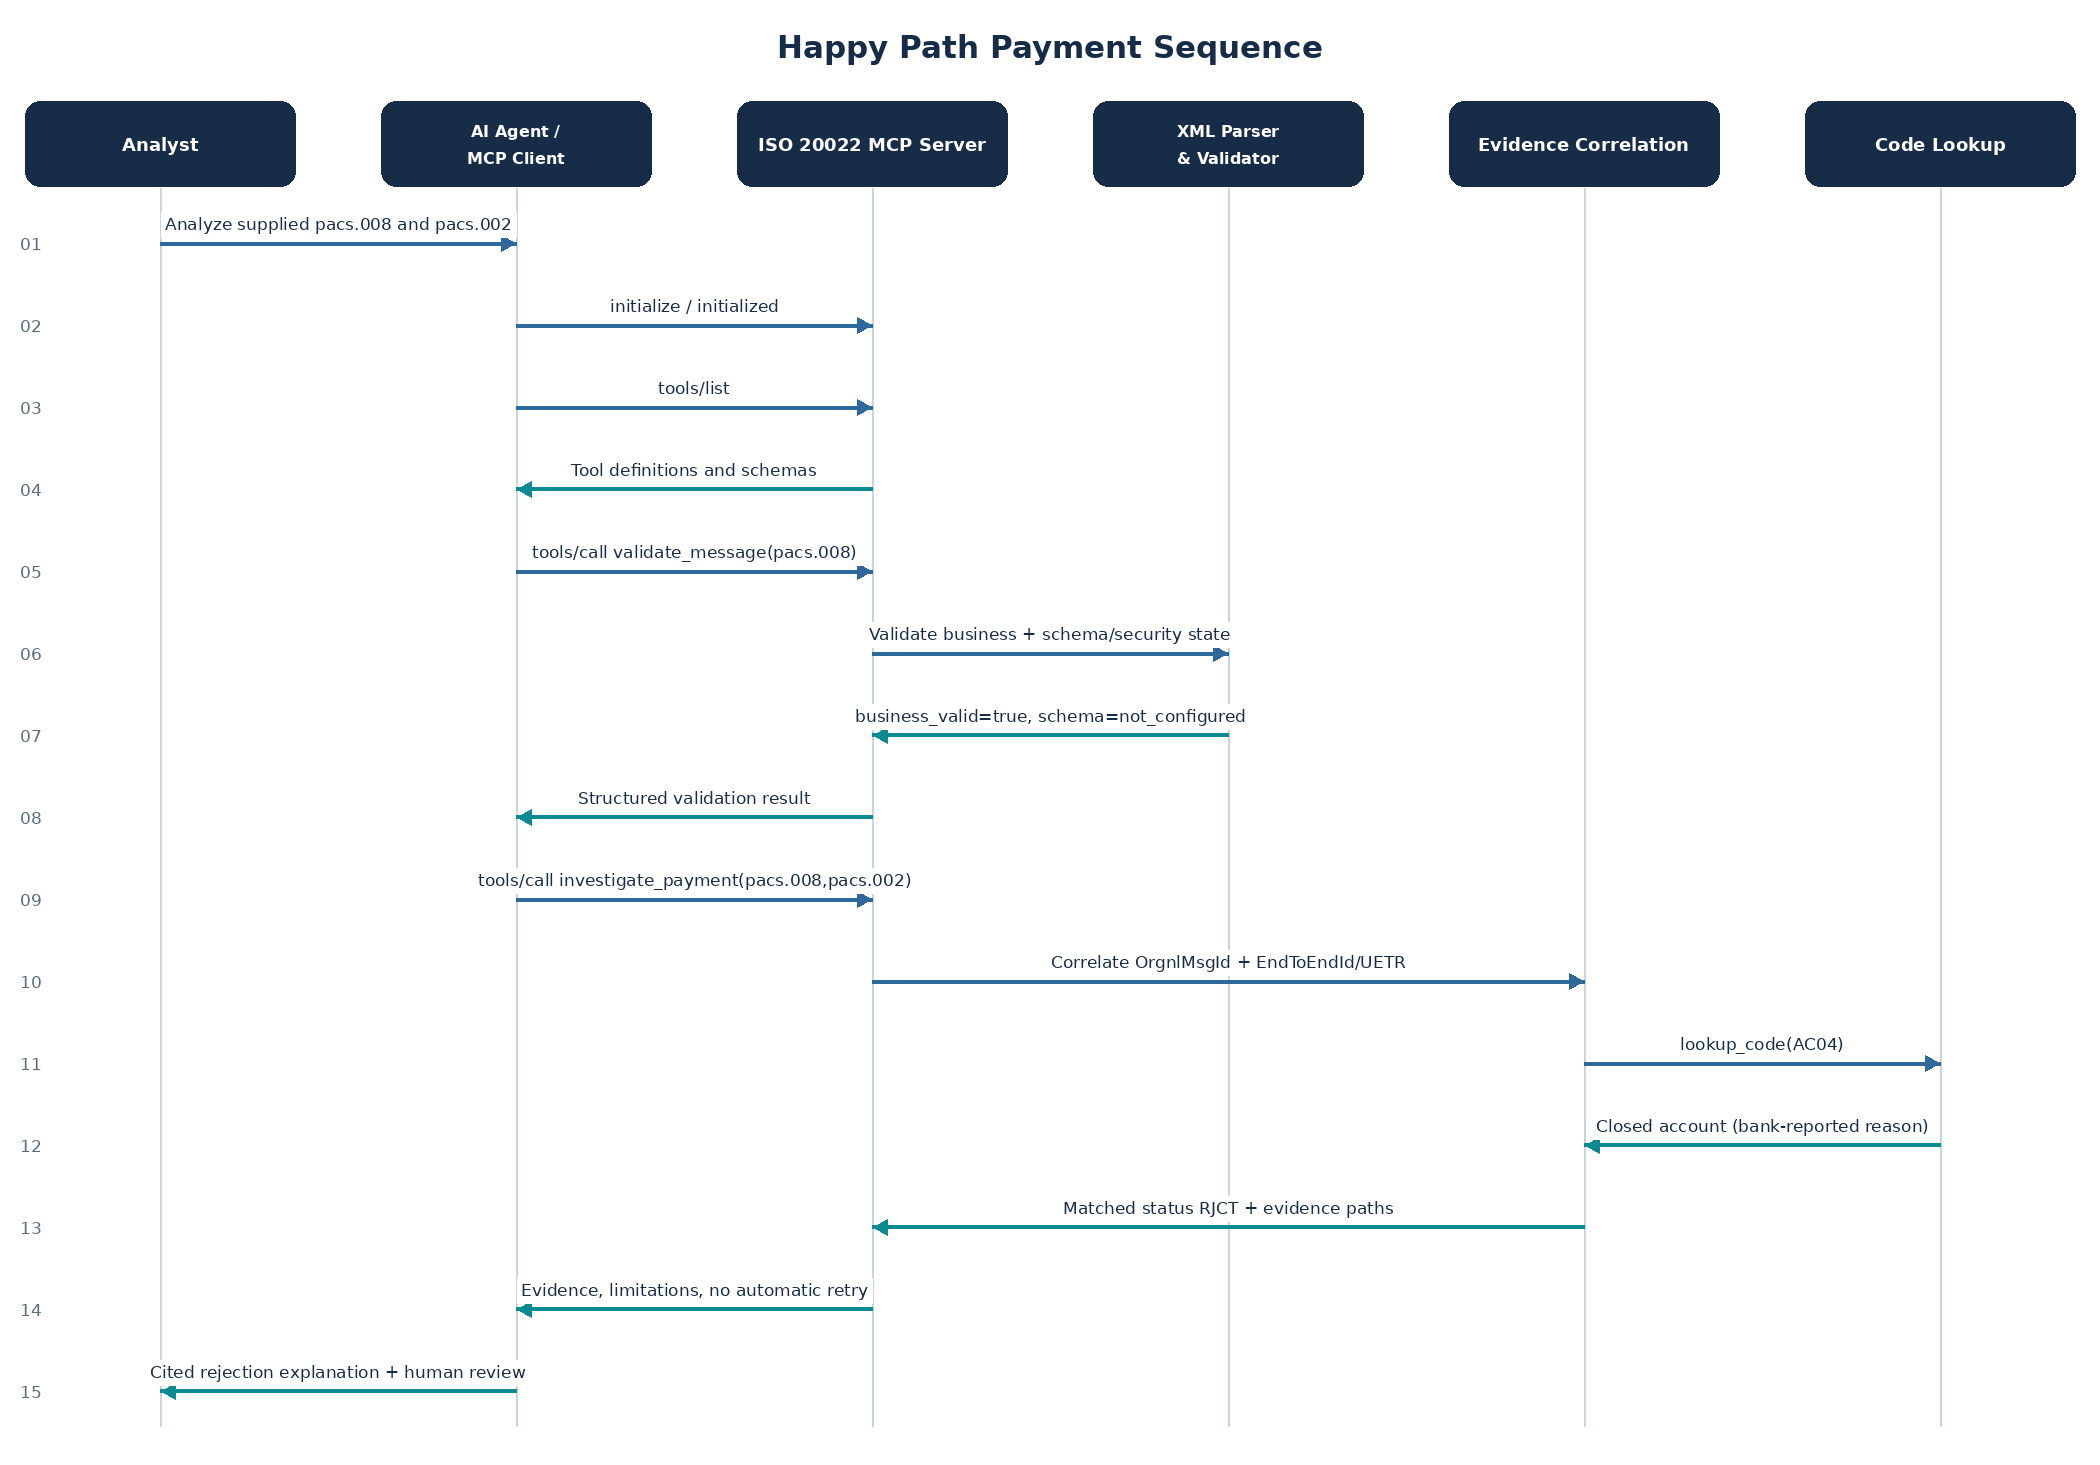 Happy Path Payment Sequence
Analyst
AI Agent /
MCP Client
ISO 20022 MCP Server
XML Parser
& Validator
Evidence Correlation
Code Lookup
01
Analyze supplied pacs.008 and pacs.002
02
initialize / initialized
03
tools/list
04
Tool definitions and schemas
05
tools/call validate_message(pacs.008)
06
Validate business + schema/security state
07
business_valid=true, schema=not_configured
08
Structured validation result
09
tools/call investigate_payment(pacs.008,pacs.002)
10
Correlate OrgnlMsgId + EndToEndId/UETR
11
lookup_code(AC04)
12
Closed account (bank-reported reason)
13
Matched status RJCT + evidence paths
14
Evidence, limitations, no automatic retry
15
Cited rejection explanation + human review